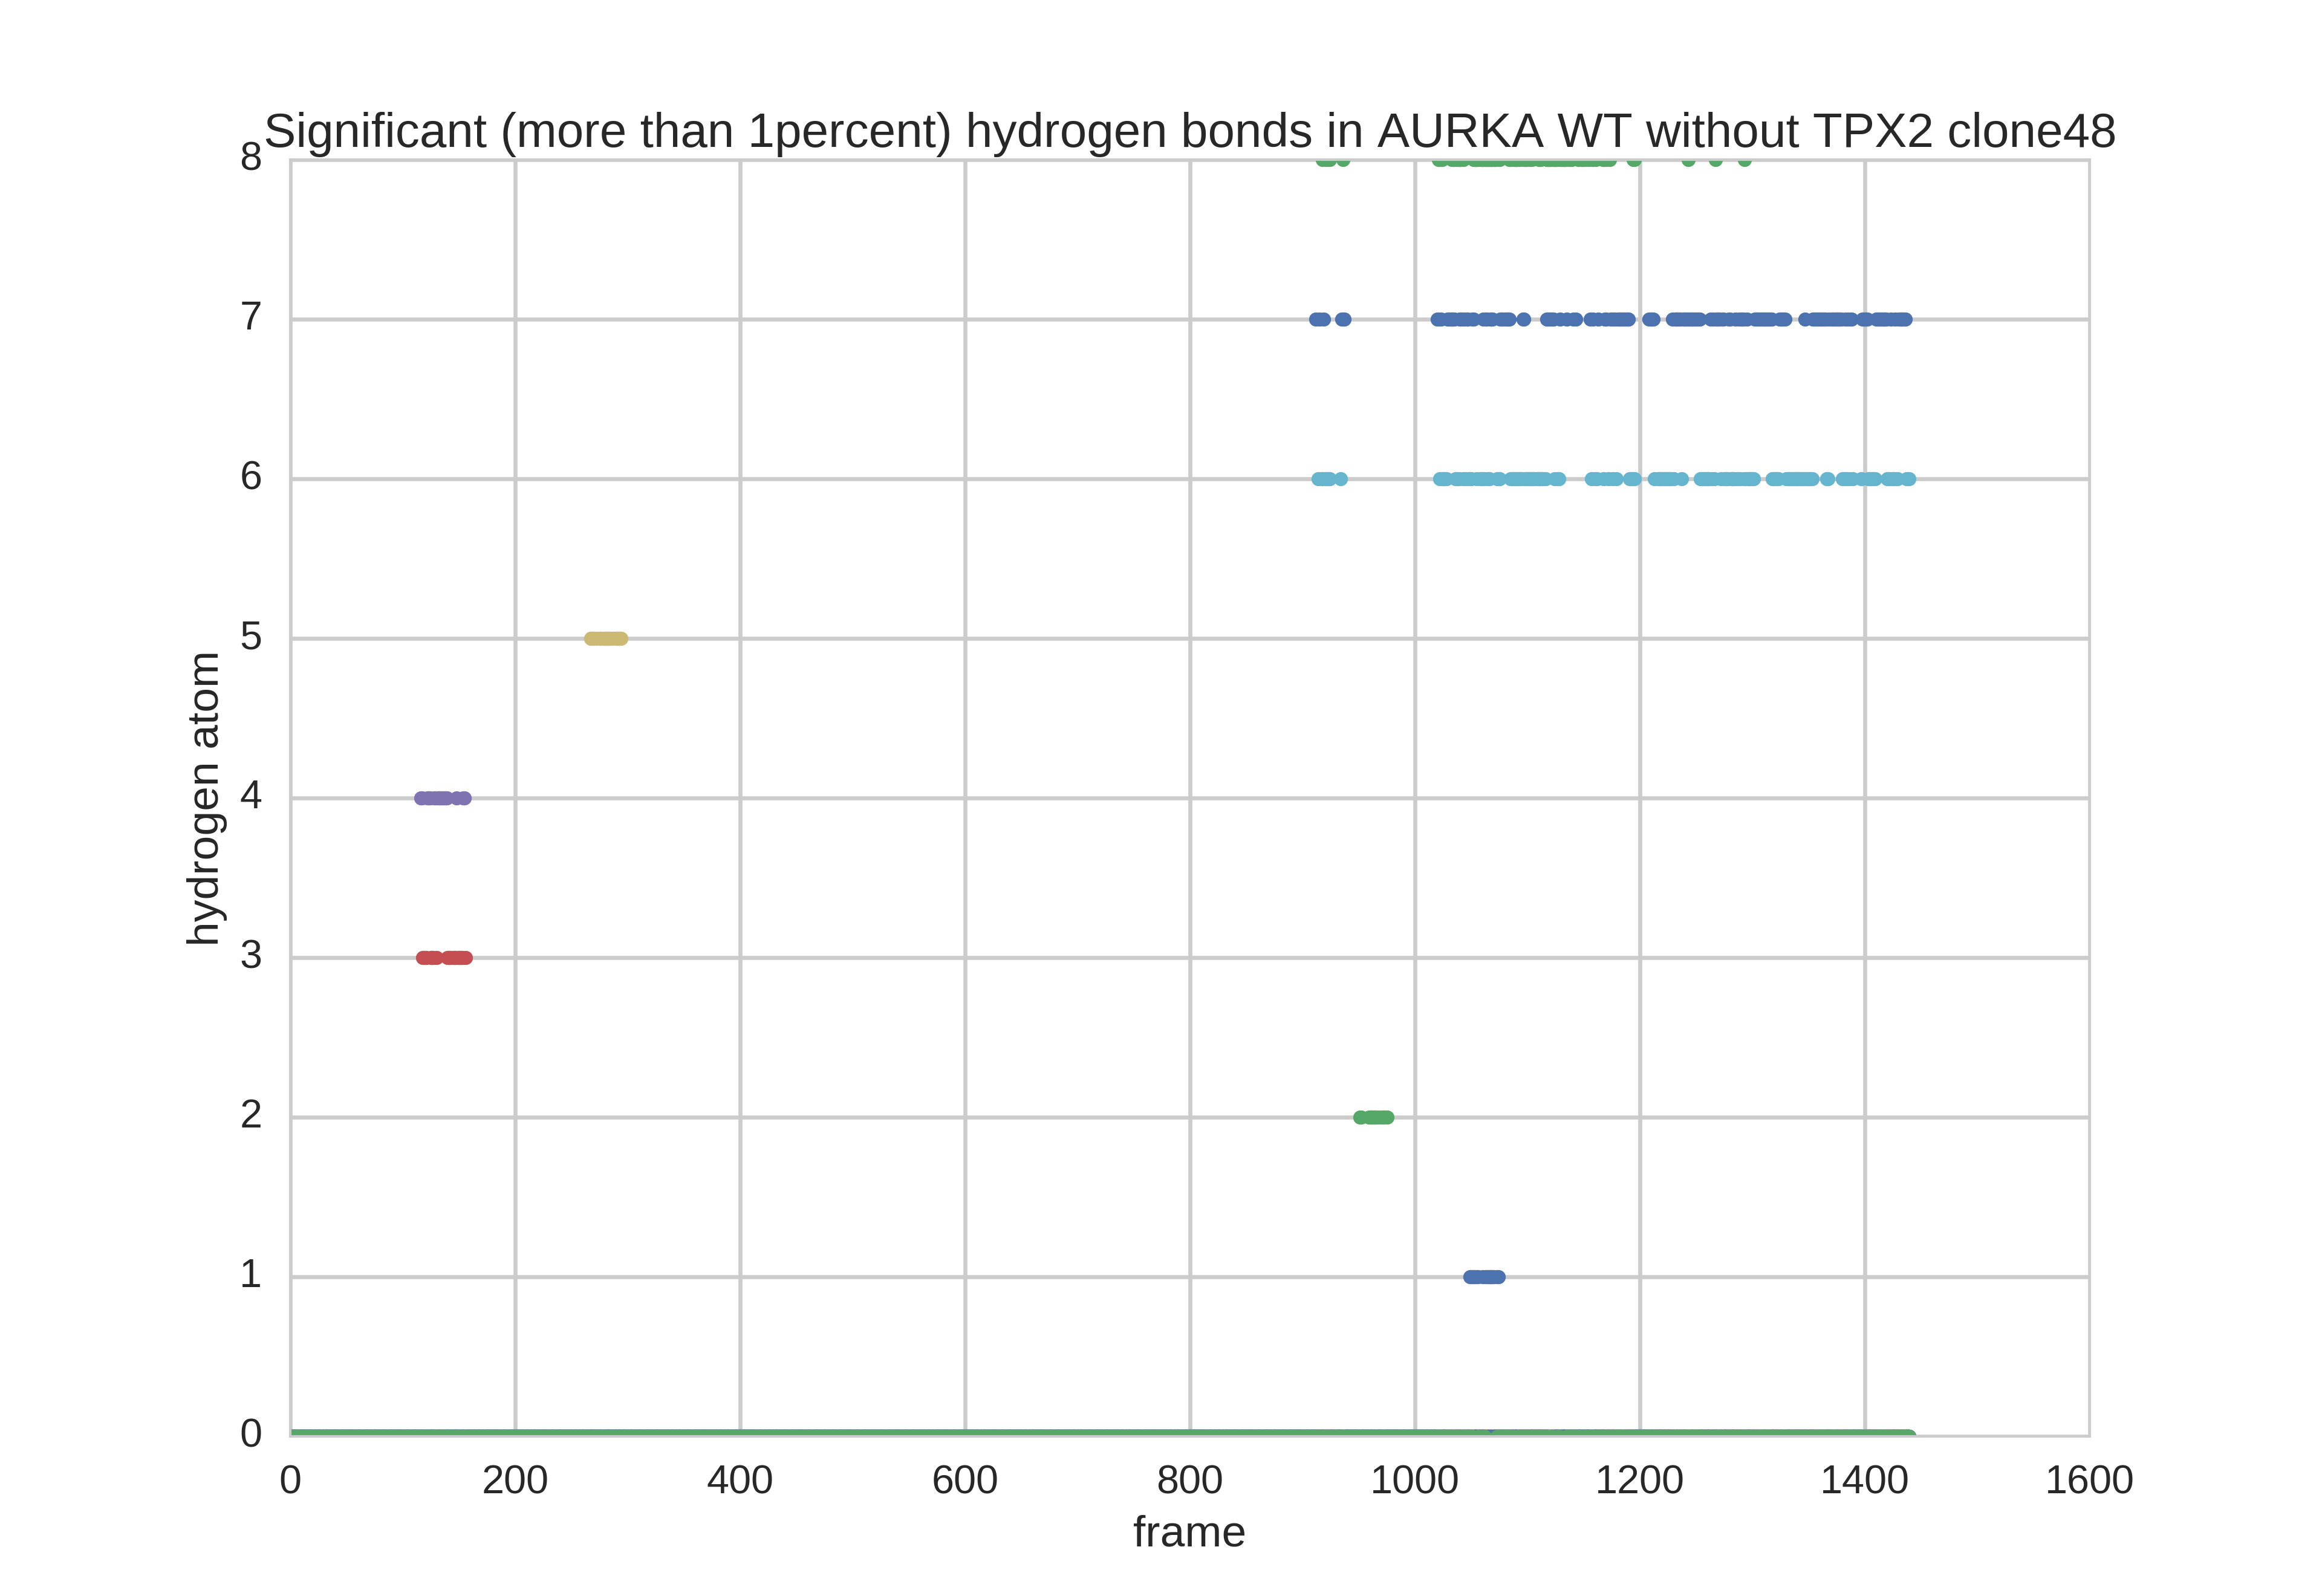 Significant (more than 1percent) hydrogen bonds in AURKA WT without TPX2 clone48
8
7
6
5
4
3
2
1
0
hydrogen atom
0 200 400 600 800 1000 1200 1400 1600
frame